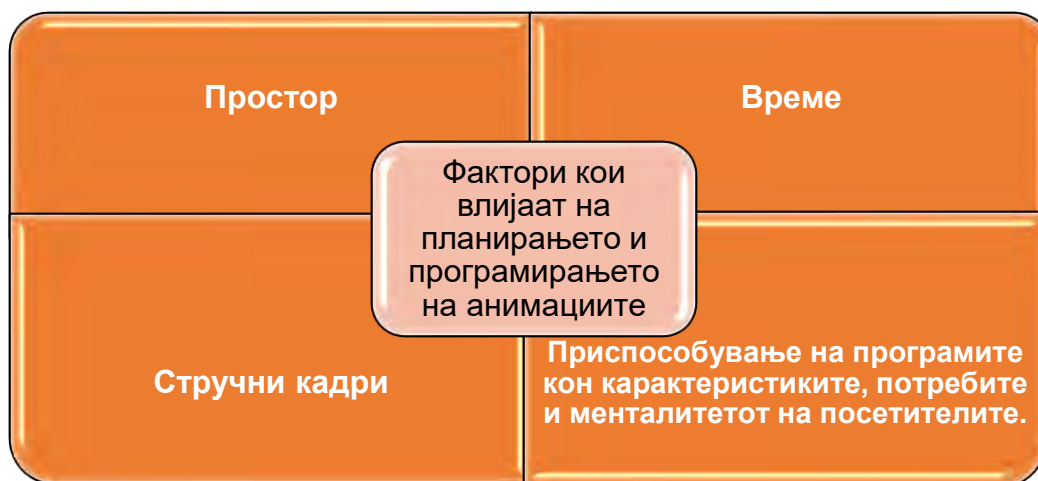 Простор
Време
Фактори кои
влијаат на
планирањето и
програмирањето
на анимациите
Стручни кадри
Приспособување на програмите
кон карактеристиките, потребите
и менталитетот на посетителите.